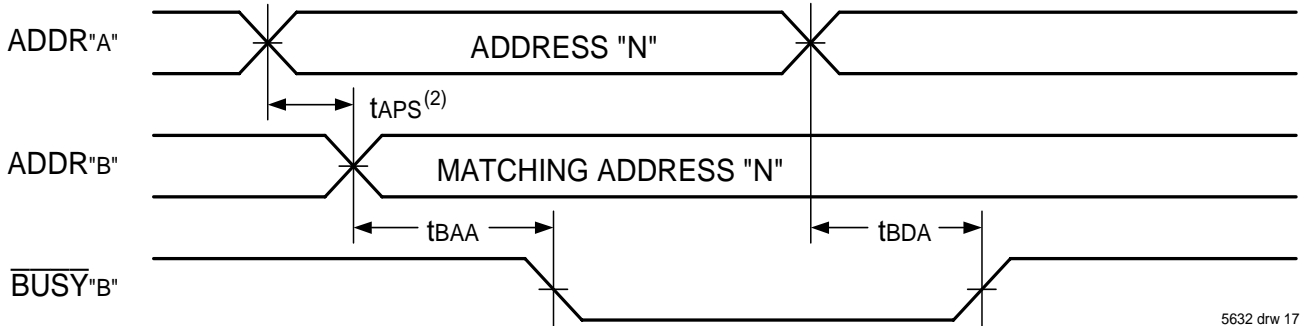 ADDR"A"
ADDRESS "N"
tAPS(2)
ADDR"B"
MATCHING ADDRESS "N"
tBAA
tBDA
BUSY"B"
5632 drw 17